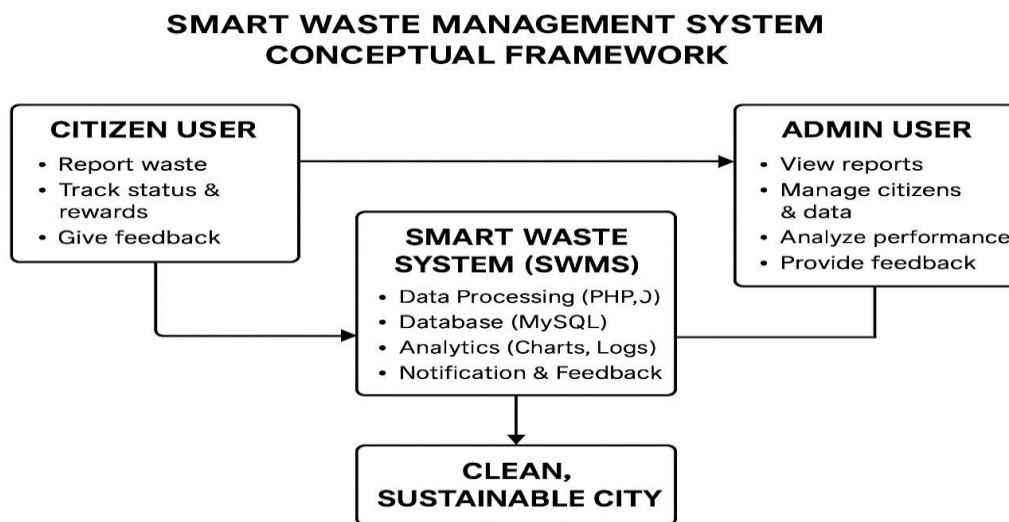 SMART WASTE MANAGEMENT SYSTEM
CONCEPTUAL FRAMEWORK
CITIZEN USER
• Report waste
• Track status &
rewards
• Give feedback
ADMIN USER
• View reports
• Manage citizens
& data
• Analyze performance
• Provide feedback
SMART WASTE
SYSTEM (SWMS)
• Data Processing (PHP,
• Database (MySQL)
• Analytics (Charts, Logs)
• Notification & Feedback
CLEAN,
SUSTAINABLE CITY